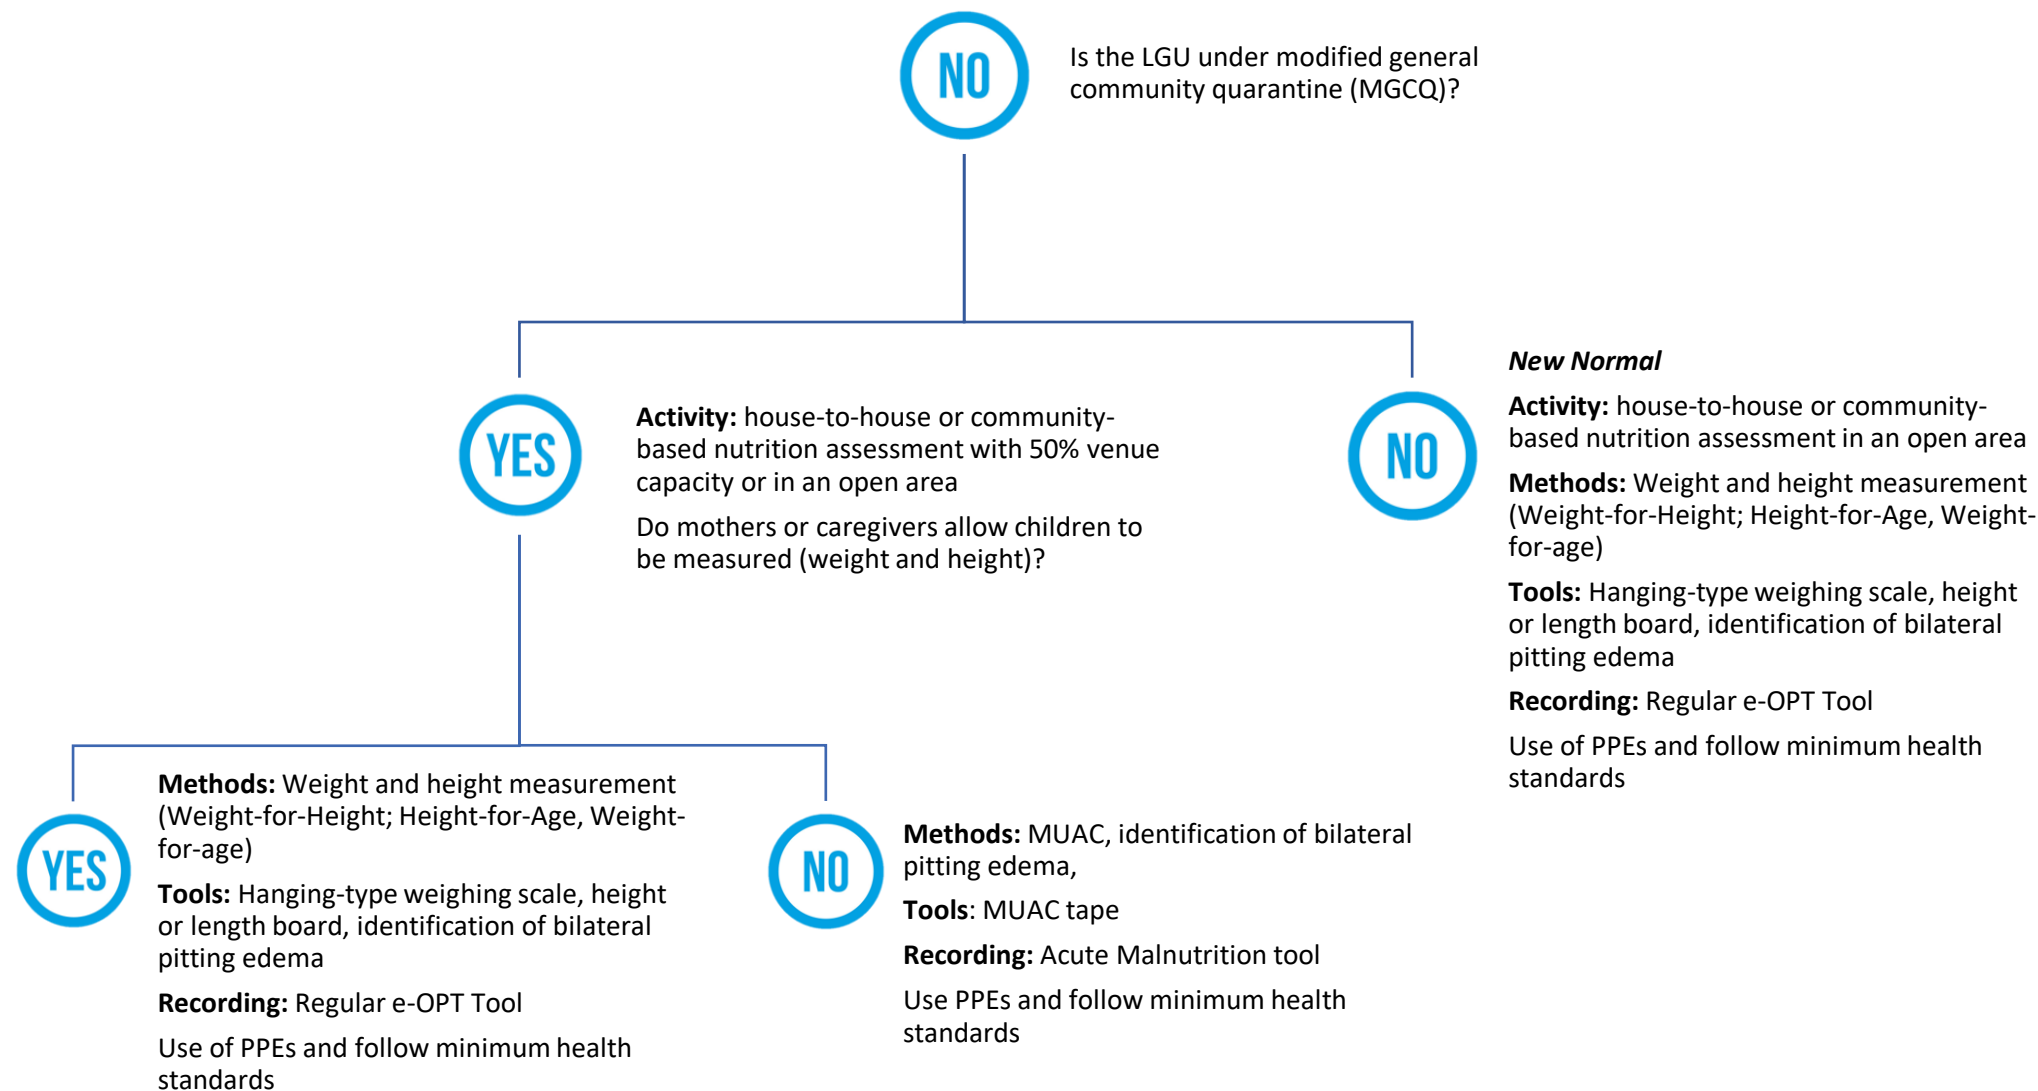 NO
Is the LGU under modified general
community quarantine (MGCQ)?
YES
Activity: house-to-house or community-
based nutrition assessment with 50% venue
capacity or in an open area
Do mothers or caregivers allow children to
be measured (weight and height)?
NO
New Normal
Activity: house-to-house or community-
based nutrition assessment in an open area
Methods: Weight and height measurement
(Weight-for-Height; Height-for-Age, Weight-
for-age)
Tools: Hanging-type weighing scale, height
or length board, identification of bilateral
pitting edema
Recording: Regular e-OPT Tool
Use of PPEs and follow minimum health
standards
YES
Methods: Weight and height measurement
(Weight-for-Height; Height-for-Age, Weight-
for-age)
Tools: Hanging-type weighing scale, height
or length board, identification of bilateral
pitting edema
Recording: Regular e-OPT Tool
Use of PPEs and follow minimum health
standards
NO
Methods: MUAC, identification of bilateral
pitting edema,
Tools: MUAC tape
Recording: Acute Malnutrition tool
Use PPEs and follow minimum health
standards